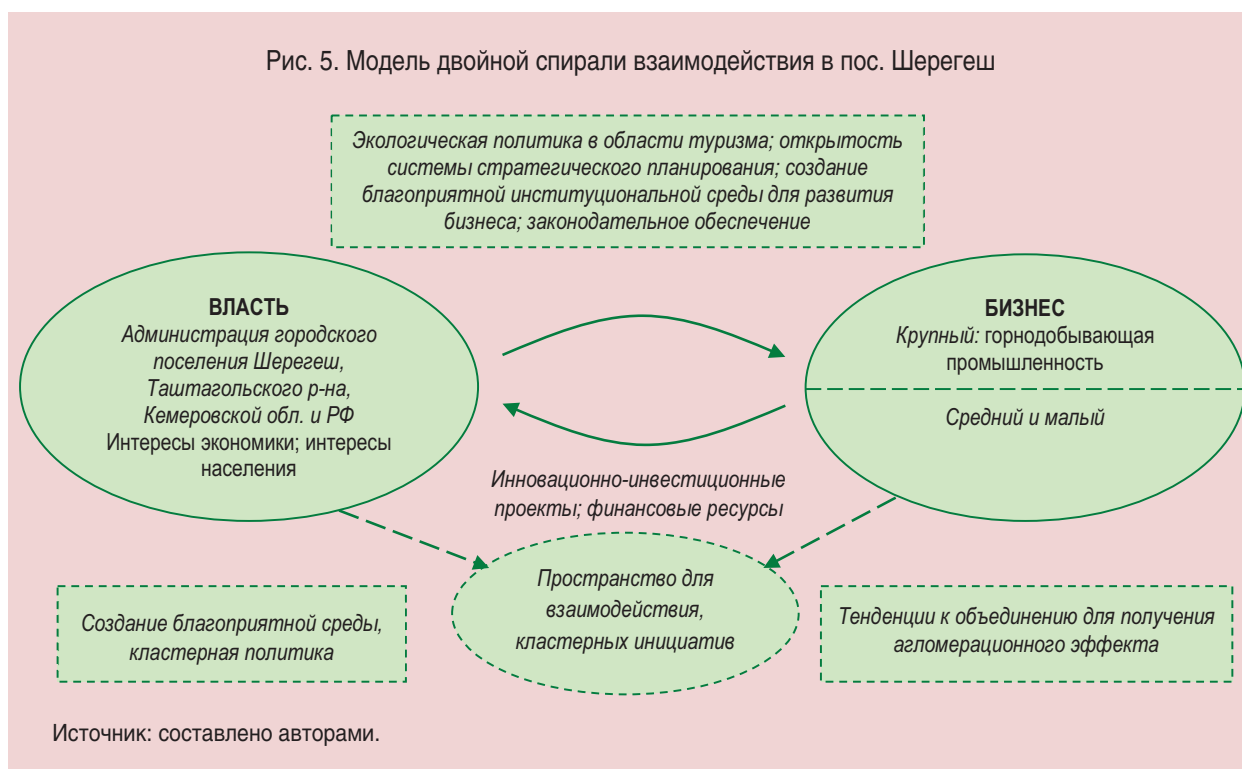 Рис. 5. Модель двойной спирали взаимодействия в пос. Шерегеш
Экологическая политика в области туризма; открытость
системы стратегического планирования; создание
благоприятной институциональной среды для развития
бизнеса; законодательное обеспечение
ВЛАСТЬ
Администрация городского
поселения Шерегеш,
Таштагольского р-на,
Кемеровской обл. и РФ
Интересы экономики; интересы
населения
БИЗНЕС
Крупный: горнодобывающая
промышленность
Средний и малый
Инновационно-инвестиционные
проекты; финансовые ресурсы
Создание благоприятной среды,
кластерная политика
Пространство для
взаимодействия,
кластерных инициатив
Тенденции к объединению для получения
агломерационного эффекта
Источник: составлено авторами.